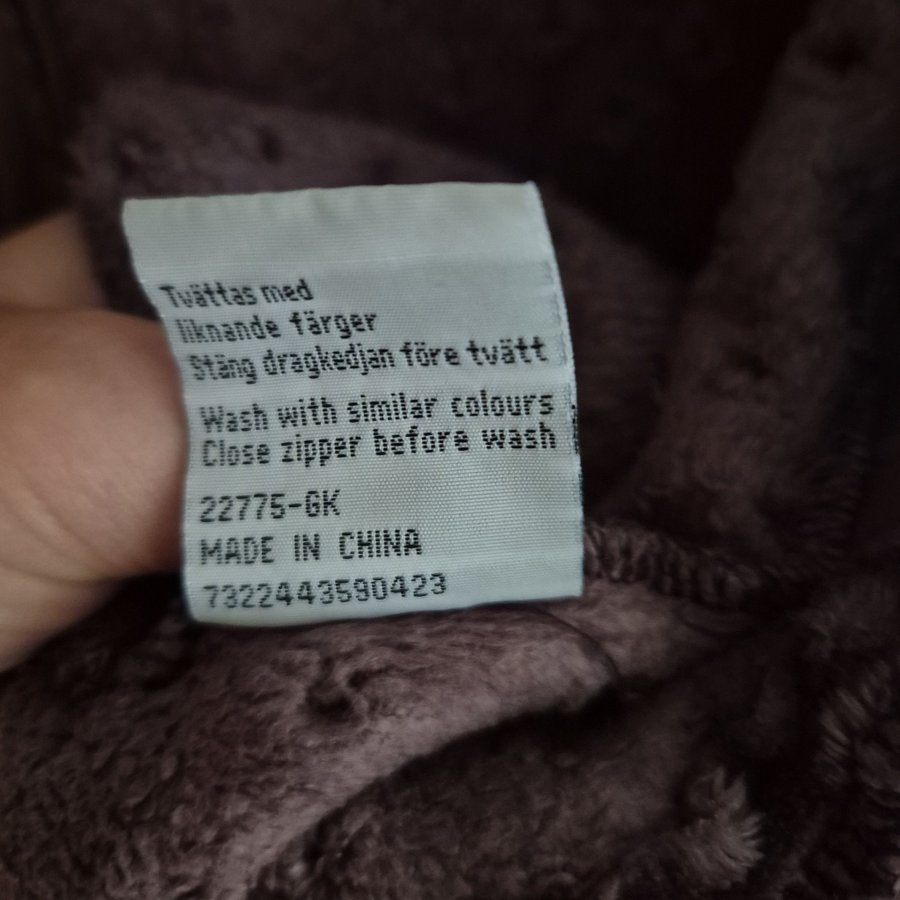 Tvättas med
liknande färger
Stäng dragkedjan före tvätt
Wash with similar colours
Close zipper before wash
22775-GK
MADE IN CHINA
7322443590423